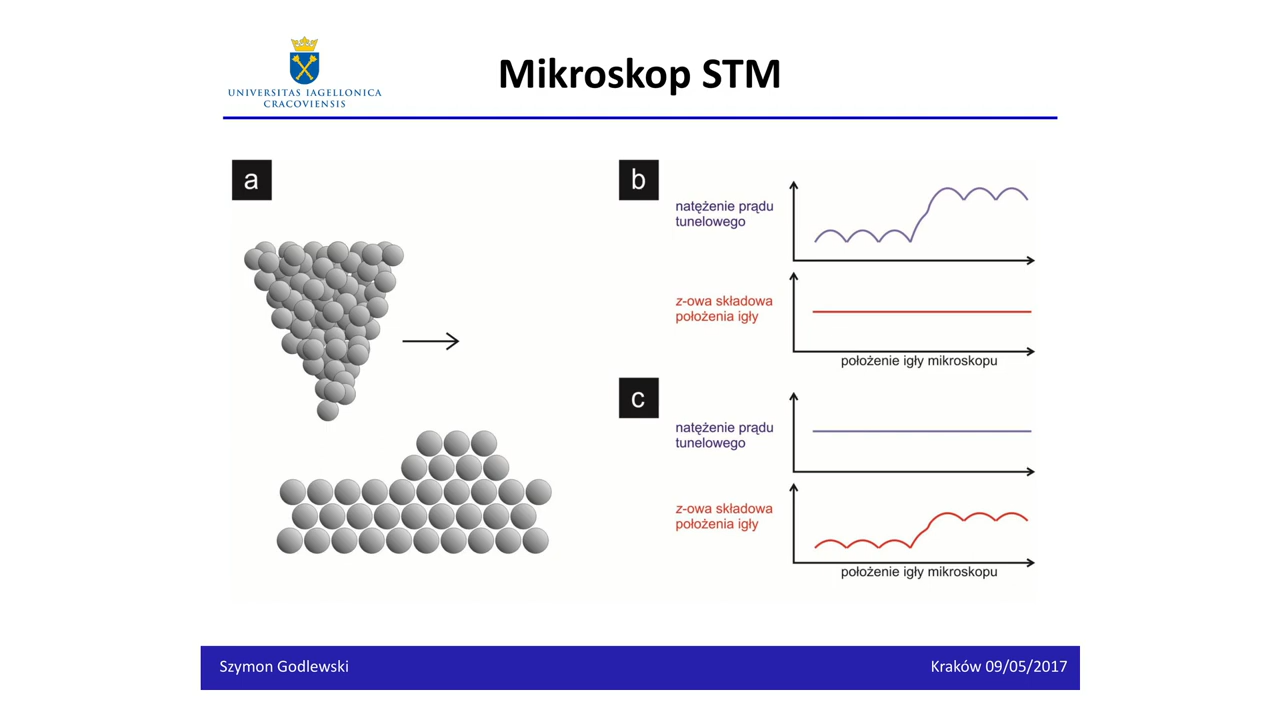 UNIVERSITAS IAGELLONICA
CRACOVIENSIS
Mikroskop STM
a
b
natężenie prądu
tunelowego
z-owa składowa
położenia igły
położenie igły mikroskopu
c
natężenie prądu
tunelowego
z-owa składowa
położenia igły
położenie igły mikroskopu
Szymon Godlewski
Kraków 09/05/2017